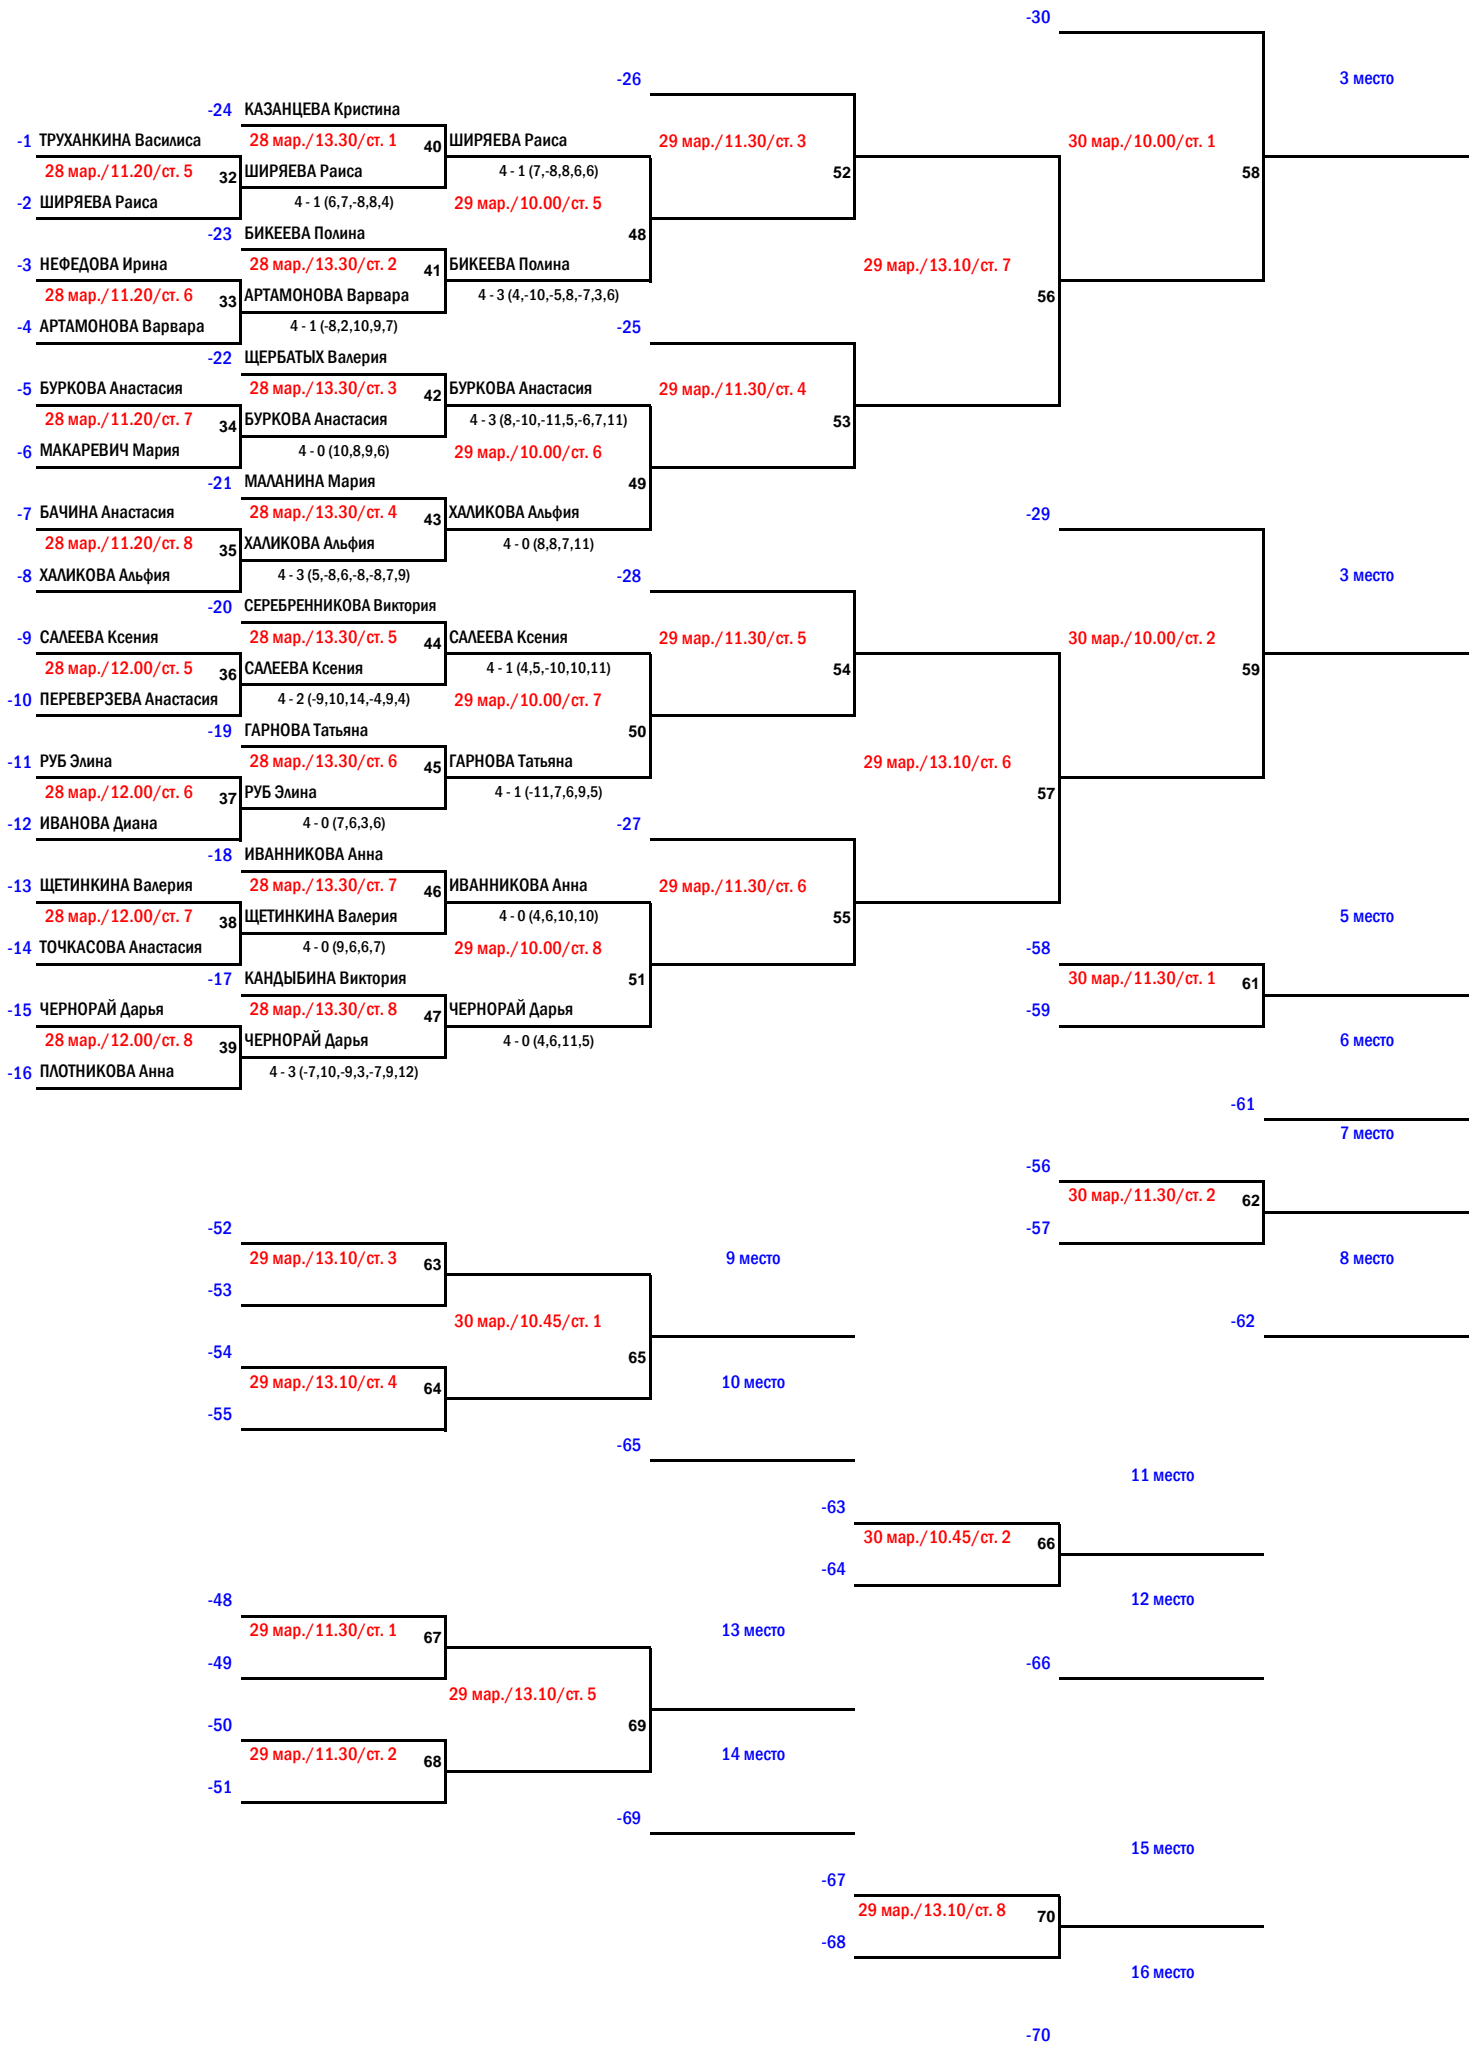 -30
-26
3 место
-24 КАЗАНЦЕВА Кристина
-1 ТРУХАНКИНА Василиса
28 мар./13.30/ст. 1 40
ШИРЯЕВА Раиса
29 мар./11.30/ст. 3
30 мар./10.00/ст. 1
28 мар./11.20/ст. 5 32
ШИРЯЕВА Раиса
4 - 1 (7,-8,8,6,6)
52
58
-2 ШИРЯЕВА Раиса
4 - 1 (6,7,-8,8,4)
29 мар./10.00/ст. 5
-23 БИКЕЕВА Полина
48
-3 НЕФЕДОВА Ирина
28 мар./13.30/ст. 2 41
БИКЕЕВА Полина
29 мар./13.10/ст. 7
28 мар./11.20/ст. 6 33
АРТАМОНОВА Варвара
4 - 3 (4,-10,-5,8,-7,3,6)
56
-4 АРТАМОНОВА Варвара
4 - 1 (-8,2,10,9,7)
-25
-22 ЩЕРБАТЫХ Валерия
-5 БУРКОВА Анастасия
28 мар./13.30/ст. 3 42
БУРКОВА Анастасия
29 мар./11.30/ст. 4
28 мар./11.20/ст. 7 34
БУРКОВА Анастасия
4 - 3 (8,-10,-11,5,-6,7,11)
53
-6 МАКАРЕВИЧ Мария
4 - 0 (10,8,9,6)
29 мар./10.00/ст. 6
-21 МАЛАНИНА Мария
49
-7 БАЧИНА Анастасия
28 мар./13.30/ст. 4 43
ХАЛИКОВА Альфия
-29
28 мар./11.20/ст. 8 35
ХАЛИКОВА Альфия
4 - 0 (8,8,7,11)
-8 ХАЛИКОВА Альфия
4 - 3 (5,-8,6,-8,-8,7,9)
-28
3 место
-20 СЕРЕБРЕННИКОВА Виктория
-9 САЛЕЕВА Ксения
28 мар./13.30/ст. 5 44
САЛЕЕВА Ксения
29 мар./11.30/ст. 5
30 мар./10.00/ст. 2
28 мар./12.00/ст. 5 36
САЛЕЕВА Ксения
4 - 1 (4,5,-10,10,11)
54
59
-10 ПЕРЕВЕРЗЕВА Анастасия
4 - 2 (-9,10,14,-4,9,4)
29 мар./10.00/ст. 7
-19 ГАРНОВА Татьяна
50
-11 РУБ Элина
28 мар./13.30/ст. 6 45
ГАРНОВА Татьяна
29 мар./13.10/ст. 6
28 мар./12.00/ст. 6 37
РУБ Элина
4 - 1 (-11,7,6,9,5)
57
-12 ИВАНОВА Диана
4 - 0 (7,6,3,6)
-27
-18 ИВАННИКОВА Анна
-13 ЩЕТИНКИНА Валерия
28 мар./13.30/ст. 7 46
ИВАННИКОВА Анна
29 мар./11.30/ст. 6
28 мар./12.00/ст. 7 38
ЩЕТИНКИНА Валерия
4 - 0 (4,6,10,10)
55
5 место
-14 ТОЧКАСОВА Анастасия
4 - 0 (9,6,6,7)
29 мар./10.00/ст. 8
-58
-17 КАНДЫБИНА Виктория
51
30 мар./11.30/ст. 1 61
-15 ЧЕРНОРАЙ Дарья
28 мар./13.30/ст. 8 47
ЧЕРНОРАЙ Дарья
-59
28 мар./12.00/ст. 8 39
ЧЕРНОРАЙ Дарья
4 - 0 (4,6,11,5)
6 место
-16 ПЛОТНИКОВА Анна
4 - 3 (-7,10,-9,3,-7,9,12)
-61
7 место
-56
30 мар./11.30/ст. 2 62
-52
-57
29 мар./13.10/ст. 3 63
9 место
8 место
-53
30 мар./10.45/ст. 1
-62
-54
65
29 мар./13.10/ст. 4 64
10 место
-55
-65
11 место
-63
30 мар./10.45/ст. 2 66
-64
-48
12 место
29 мар./11.30/ст. 1 67
13 место
-49
-66
29 мар./13.10/ст. 5
-50
69
29 мар./11.30/ст. 2 68
14 место
-51
-69
15 место
-67
29 мар./13.10/ст. 8 70
-68
16 место
-70